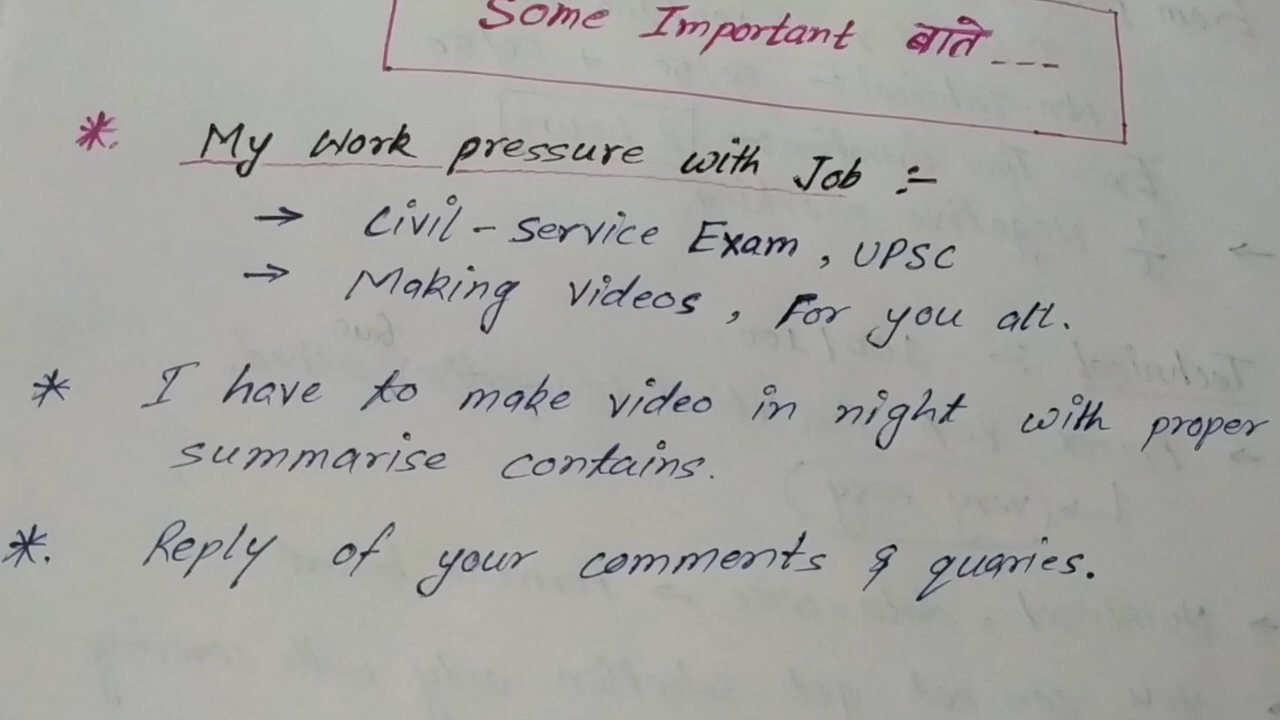 Some Important बाते ---
*. My work pressure with Job :-
→ Civil-service Exam, UPSC
→ Making videos, For you all.
* I have to make video in night with proper
summarise contains.
*. Reply of your comments & quaries.